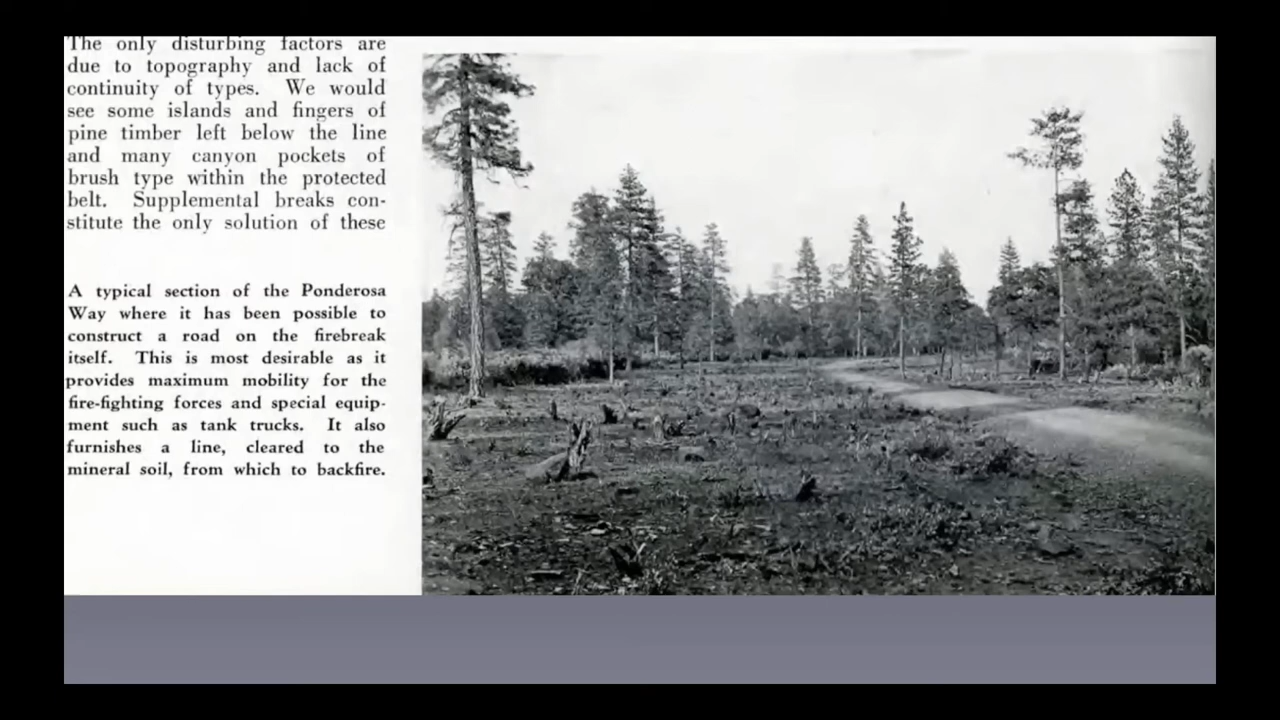 The only disturbing factors are
due to topography and lack of
continuity of types. We would
see some islands and fingers of
pine timber left below the line
and many canyon pockets of
brush type within the protected
belt. Supplemental breaks con-
stitute the only solution of these
A typical section of the Ponderosa
Way where it has been possible to
construct a road on the firebreak
itself. This is most desirable as it
provides maximum mobility for the
fire-fighting forces and special equip-
ment such as tank trucks. It also
furnishes a line, cleared to the
mineral soil, from which to backfire.